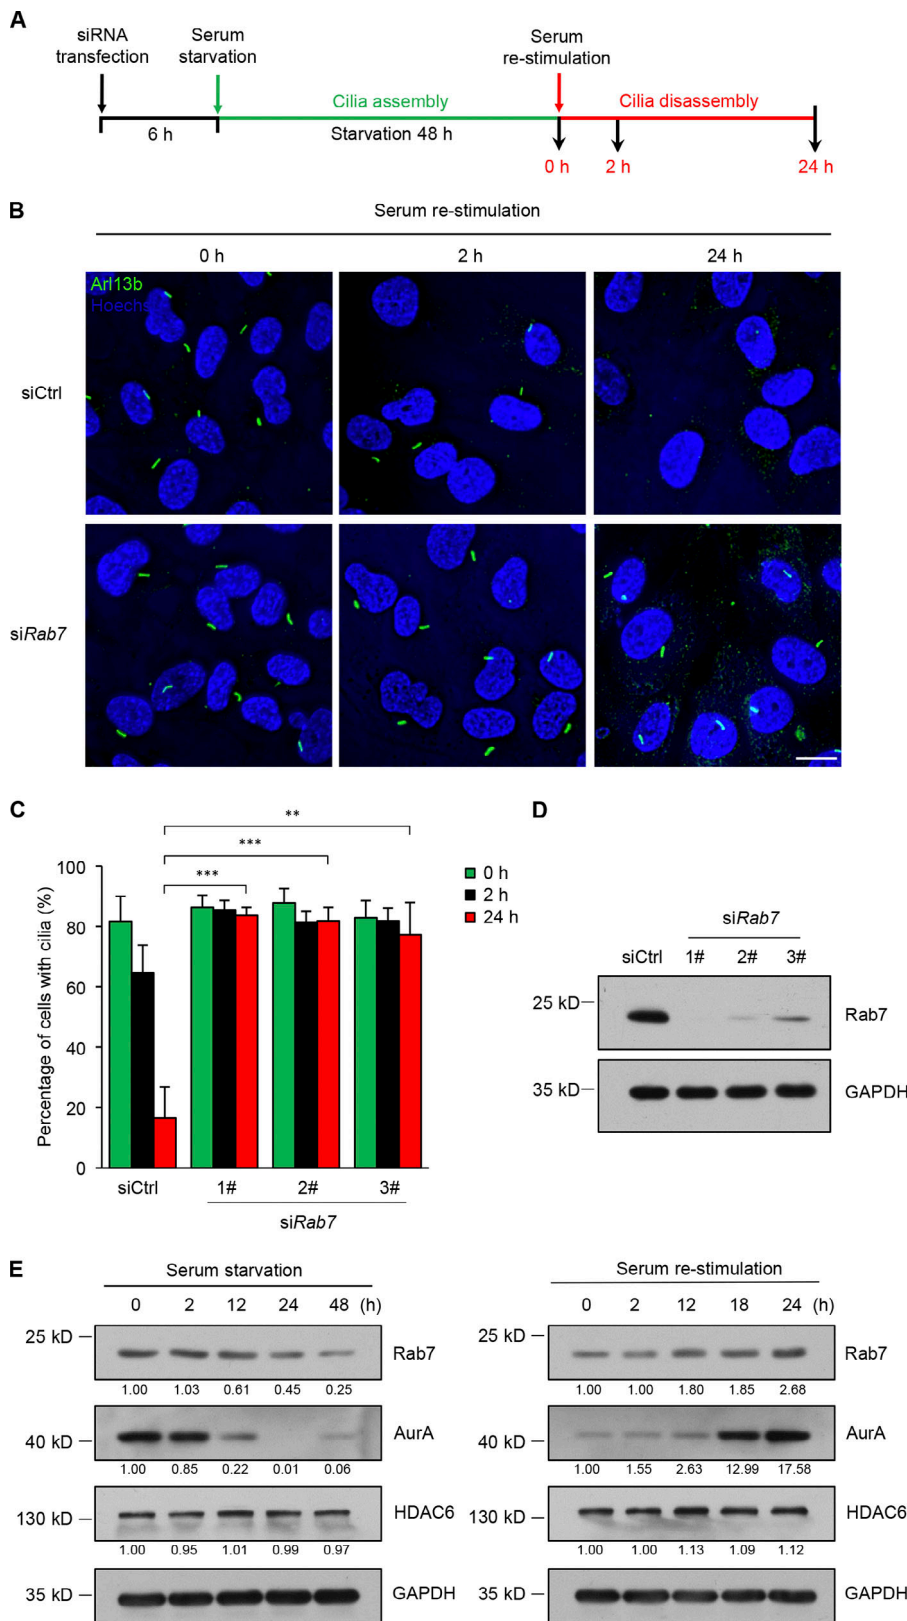 A
siRNA transfection
Serum starvation
Serum re-stimulation
Cilia assembly
Cilia disassembly
6 h
Starvation 48 h
0 h
2 h
24 h
B
Serum re-stimulation
0 h
2 h
24 h
Arl13b
Hoechs
siCtrl
siRab7
C
**
***
***
Percentage of cells with cilia (%)
100
80
60
40
20
0
0 h
2 h
24 h
siCtrl
1#
2#
3#
siRab7
D
siRab7
siCtrl
1#
2#
3#
25 kD
Rab7
35 kD
GAPDH
E
Serum starvation
0 2 12 24 48 (h)
25 kD
Rab7
1.00 1.03 0.61 0.45 0.25
40 kD
AurA
1.00 0.85 0.22 0.01 0.06
130 kD
HDAC6
1.00 0.95 1.01 0.99 0.97
35 kD
GAPDH
Serum re-stimulation
0 2 12 18 24 (h)
25 kD
Rab7
1.00 1.00 1.80 1.85 2.68
40 kD
AurA
1.00 1.55 2.63 12.99 17.58
130 kD
HDAC6
1.00 1.00 1.13 1.09 1.12
35 kD
GAPDH